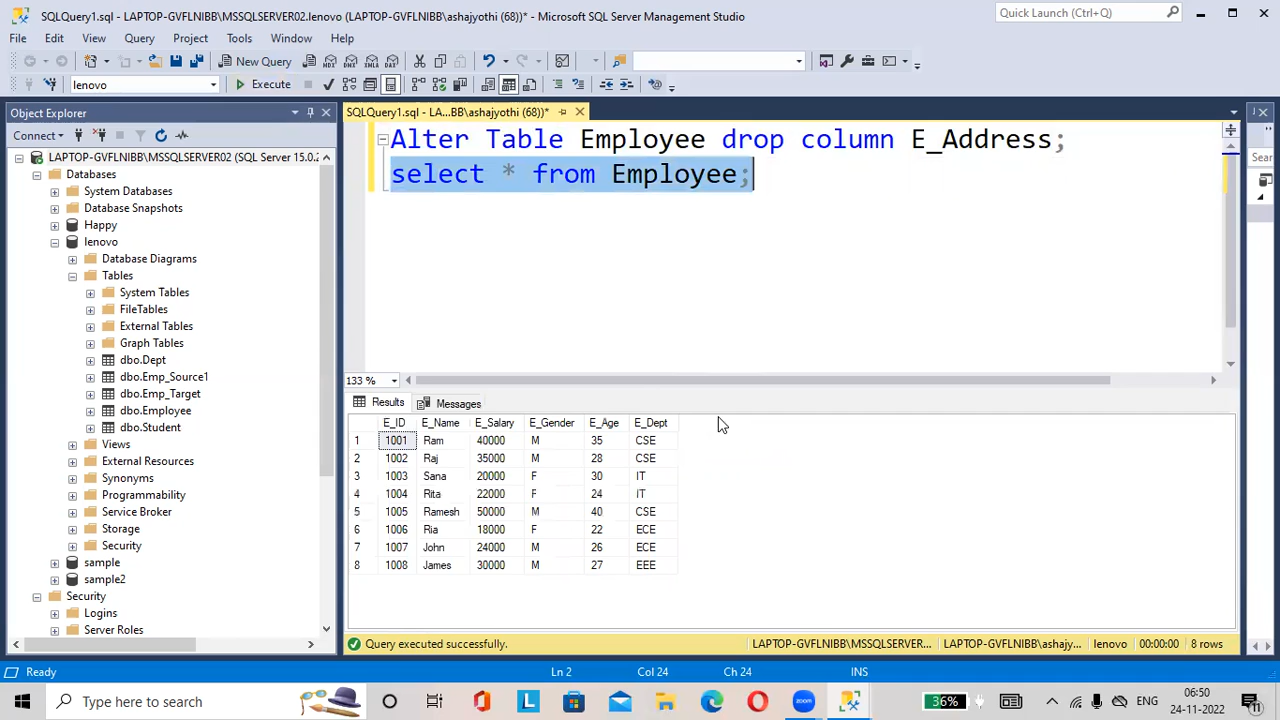 SQLQuery1.sql - LAPTOP-GVFLNIBB\MSSQLSERVER02.lenovo (LAPTOP-GVFLNIBB\ashajyothi (68))* - Microsoft SQL Server Management Studio
Quick Launch (Ctrl+Q)
File Edit View Query Project Tools Window Help
New Query
lenovo Execute
Object Explorer
SQLQuery1.sql - LA...BB\ashajyothi (68))*
Connect
LAPTOP-GVFLNIBB\MSSQLSERVER02 (SQL Server 15.0.2
Databases
System Databases
Database Snapshots
Happy
lenovo
Database Diagrams
Tables
System Tables
FileTables
External Tables
Graph Tables
dbo.Dept
dbo.Emp_Source1
dbo.Emp_Target
dbo.Employee
dbo.Student
Views
External Resources
Synonyms
Programmability
Service Broker
Storage
Security
sample
sample2
Security
Logins
Server Roles
Alter Table Employee drop column E_Address;
select * from Employee;
Sear
133 %
Results Messages
E_ID E_Name E_Salary E_Gender E_Age E_Dept
1 1001 Ram 40000 M 35 CSE
2 1002 Raj 35000 M 28 CSE
3 1003 Sana 20000 F 30 IT
4 1004 Rita 22000 F 24 IT
5 1005 Ramesh 50000 M 40 CSE
6 1006 Ria 18000 F 22 ECE
7 1007 John 24000 M 26 ECE
8 1008 James 30000 M 27 EEE
Query executed successfully. LAPTOP-GVFLNIBB\MSSQLSERVER... LAPTOP-GVFLNIBB\ashajy... lenovo 00:00:00 8 rows
Ready Ln 2 Col 24 Ch 24 INS
Type here to search
zoom
36%
ENG
06:50
24-11-2022
11